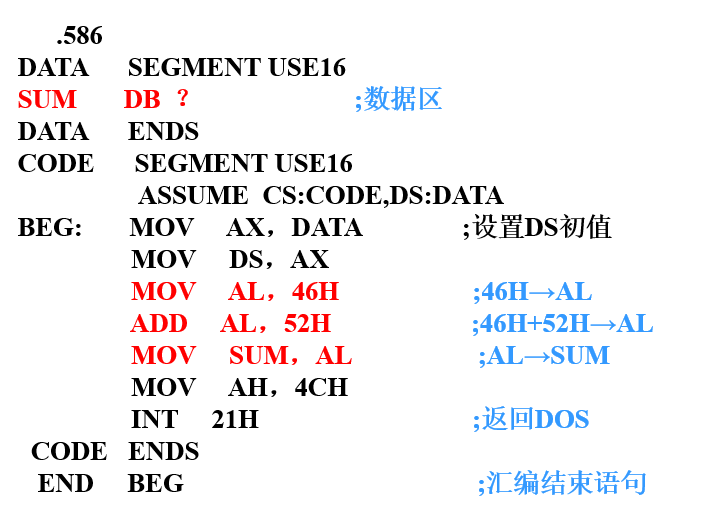 .586
DATA SEGMENT USE16
SUM DB ？ ;数据区
DATA ENDS
CODE SEGMENT USE16
ASSUME CS:CODE,DS:DATA
BEG: MOV AX，DATA ;设置DS初值
MOV DS，AX
MOV AL，46H ;46H→AL
ADD AL，52H ;46H+52H→AL
MOV SUM，AL ;AL→SUM
MOV AH，4CH
INT 21H ;返回DOS
CODE ENDS
END BEG ;汇编结束语句